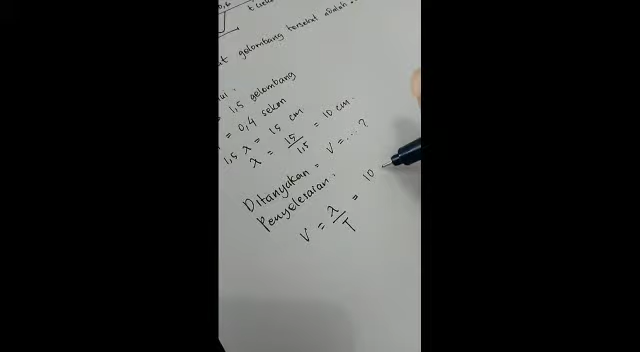 0,6
t (sekon)
gelombang tersebut adalah ...
= 1,5 gelombang
= 0,4 sekon
1,5 λ = 15 cm
λ = 15/1,5 = 10 cm.
Ditanyakan = V = ... ?
Penyelesaian :
V = λ/T = 10